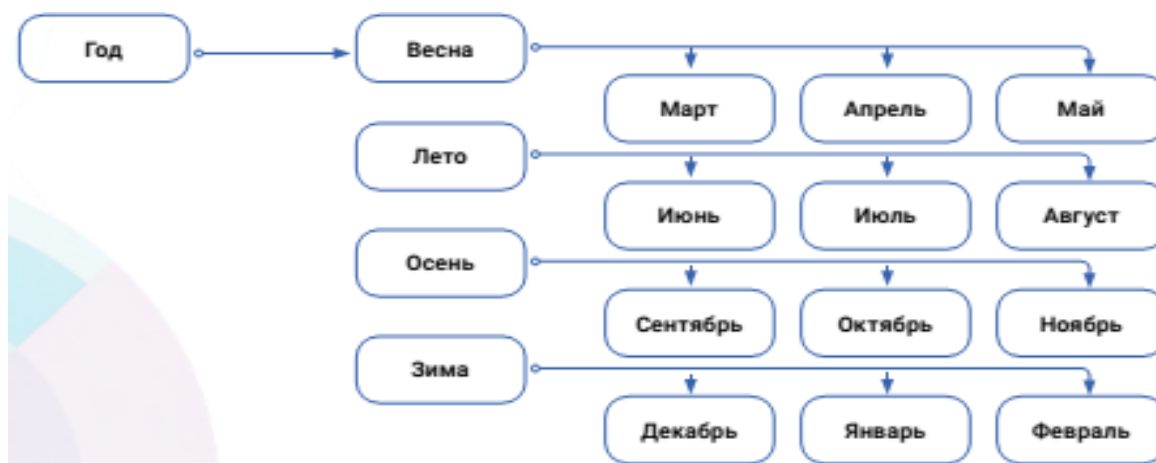 Год
Весна
Март Апрель Май
Лето
Июнь Июль Август
Осень
Сентябрь Октябрь Ноябрь
Зима
Декабрь Январь Февраль